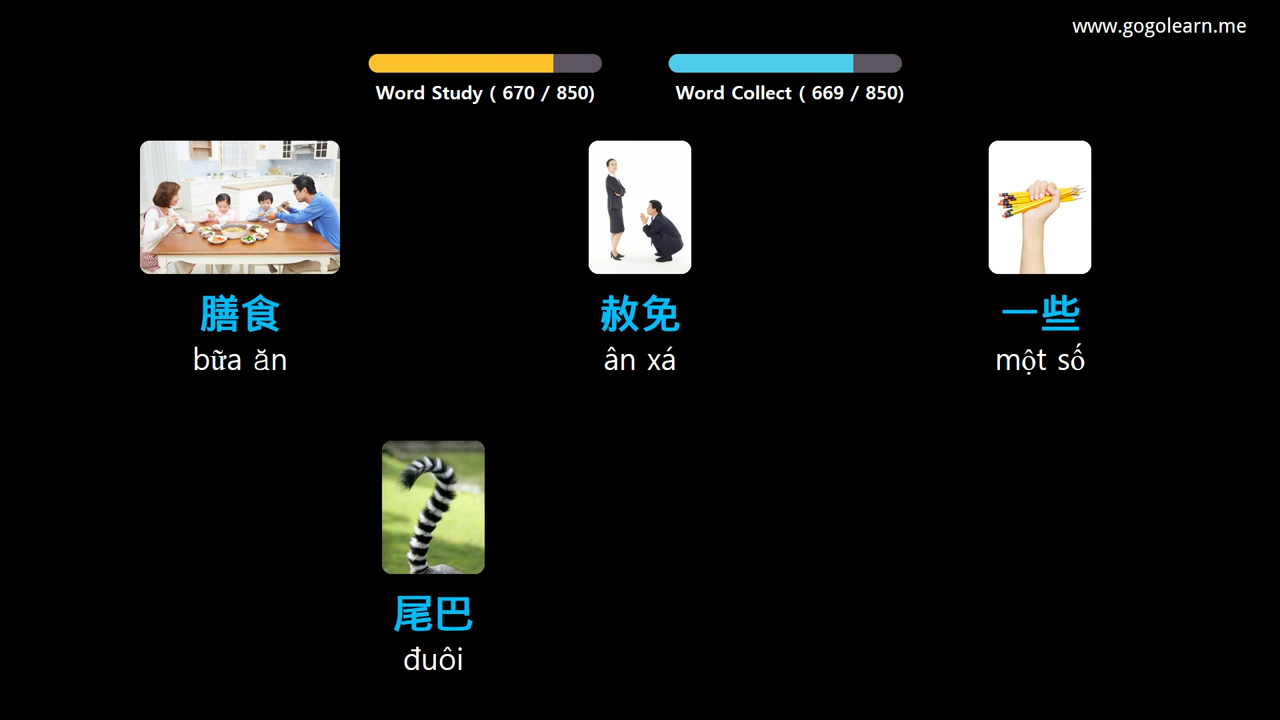 www.gogolearn.me
Word Study ( 670 / 850)
Word Collect ( 669 / 850)
膳食
赦免
一些
bữa ăn
ân xá
một số
尾巴
đuôi